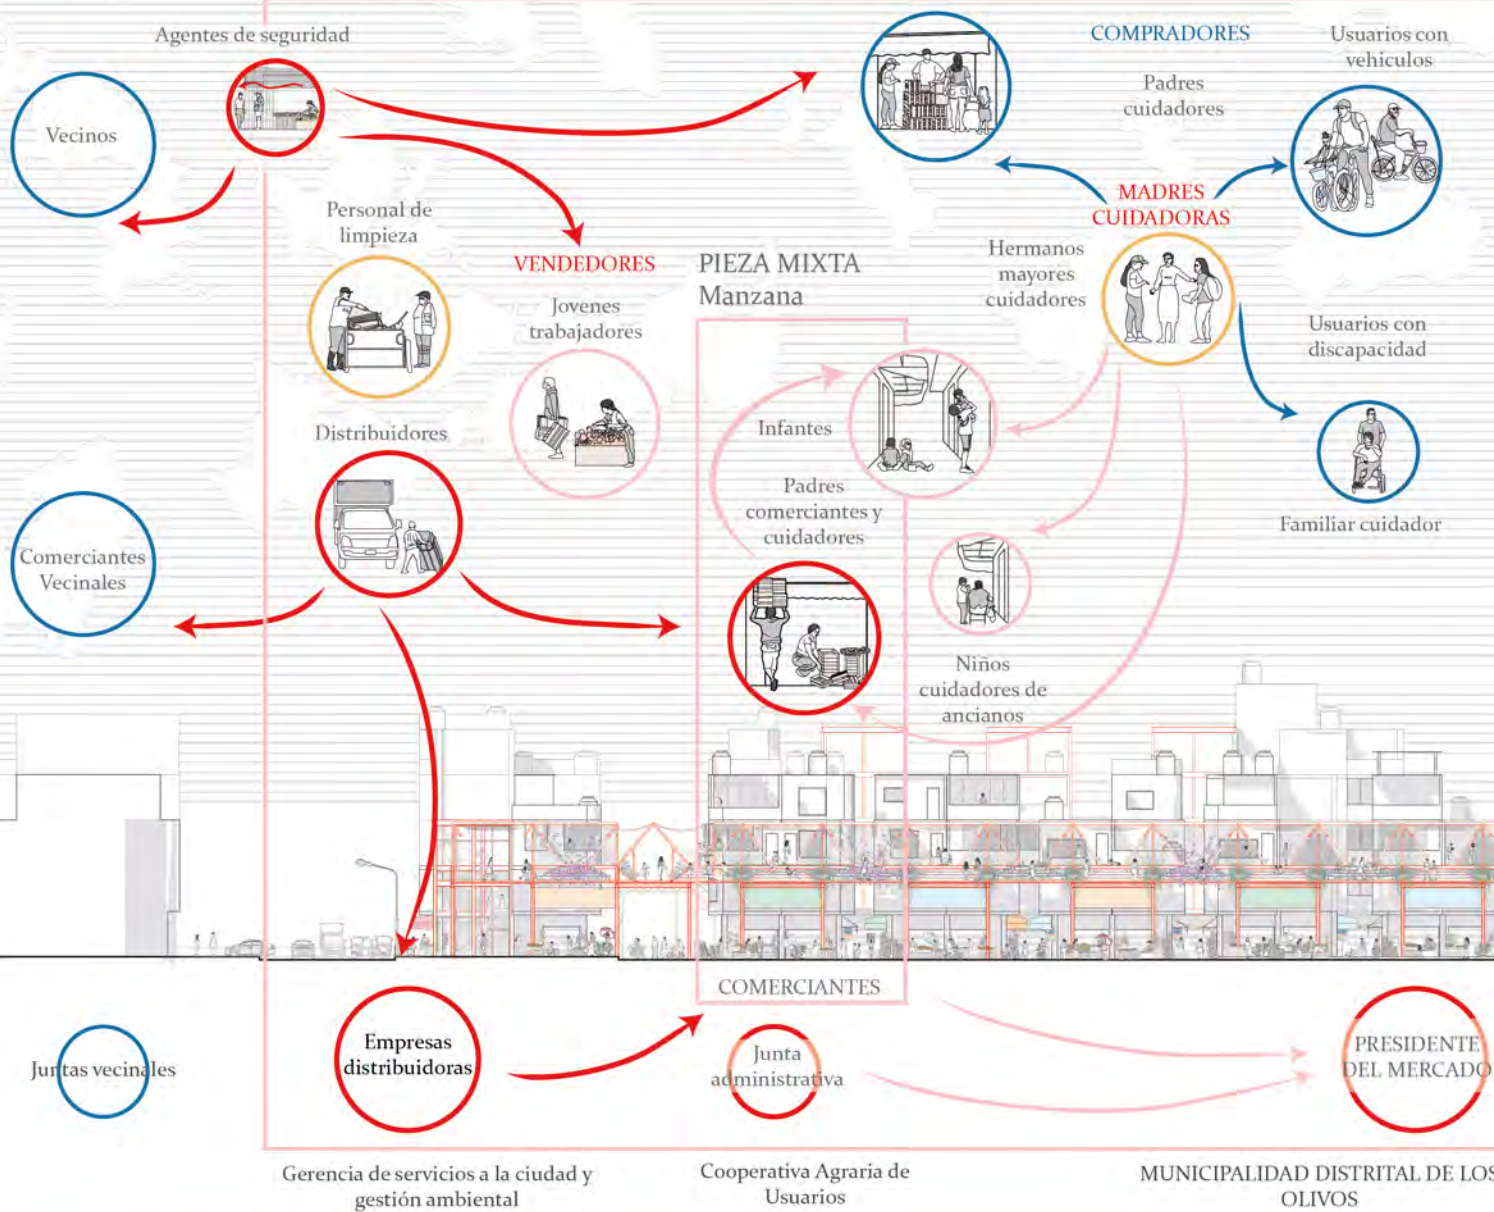 Agentes de seguridad
COMPRADORES
Usuarios con
vehiculos
Padres
cuidadores
Vecinos
MADRES
CUIDADORAS
Personal de
limpieza
VENDEDORES
PIEZA MIXTA
Manzana
Hermanos
mayores
cuidadores
Jovenes
trabajadores
Usuarios con
discapacidad
Distribuidores
Infantes
Padres
comerciantes y
cuidadores
Familiar cuidador
Comerciantes
Vecinales
Niños
cuidadores de
ancianos
COMERCIANTES
Juntas vecinales
Empresas
distribuidoras
Junta
administrativa
PRESIDENTE
DEL MERCADO
Gerencia de servicios a la ciudad y
gestión ambiental
Cooperativa Agraria de
Usuarios
MUNICIPALIDAD DISTRITAL DE LOS
OLIVOS